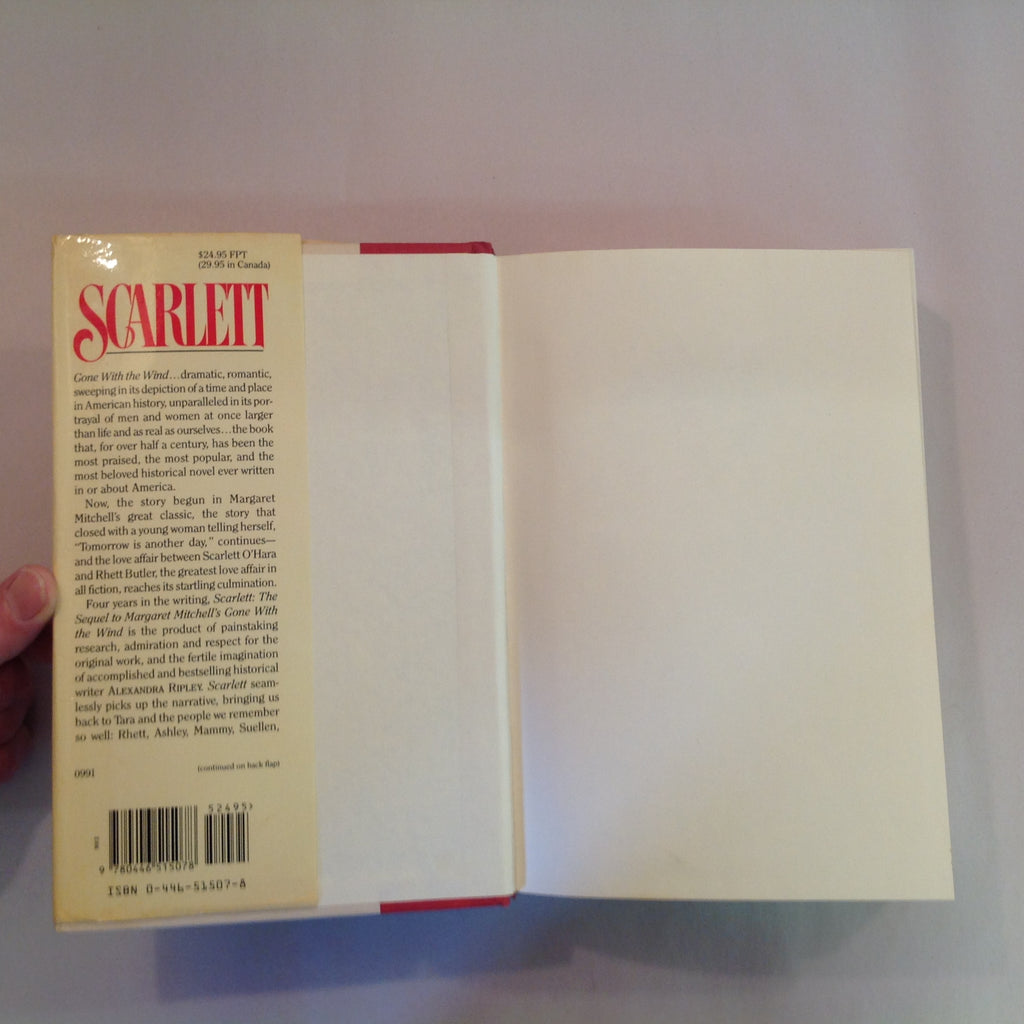 $24.95 FPT
(29.95 in Canada)
SCARLETT
Gone With the Wind...dramatic, romantic,
sweeping in its depiction of a time and place
in American history, unparalleled in its por-
trayal of men and women at once larger
than life and as real as ourselves...the book
that, for over half a century, has been the
most praised, the most popular, and the
most beloved historical novel ever written
in or about America.
Now, the story begun in Margaret
Mitchell's great classic, the story that
closed with a young woman telling herself,
"Tomorrow is another day," continues—
and the love affair between Scarlett O'Hara
and Rhett Butler, the greatest love affair in
all fiction, reaches its startling culmination.
Four years in the writing, Scarlett: The
Sequel to Margaret Mitchell's Gone With
the Wind is the product of painstaking
research, admiration and respect for the
original work, and the fertile imagination
of accomplished and bestselling historical
writer ALEXANDRA RIPLEY. Scarlett seam-
lessly picks up the narrative, bringing us
back to Tara and the people we remember
so well: Rhett, Ashley, Mammy, Suellen,
0991
(continued on back flap)
52495>
9 780446 515078
ISBN 0-446-51507-8